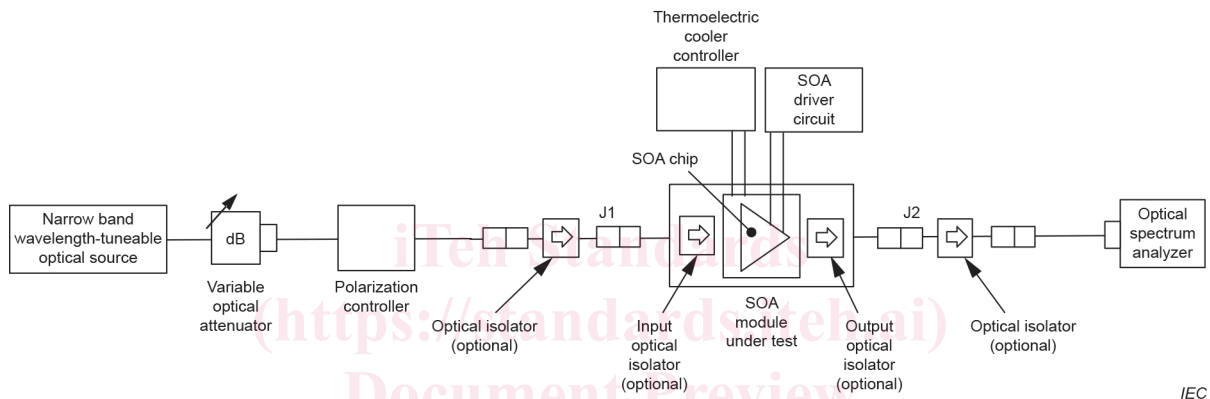 Thermoelectric
cooler
controller
SOA
driver
circuit
SOA chip
Narrow band
wavelength-tuneable
optical source
dB
J1
J2
Optical
spectrum
analyzer
Variable
optical
attenuator
Polarization
controller
Optical isolator
(optional)
Input
optical
isolator
(optional)
SOA
module
under test
Output
optical
isolator
(optional)
Optical isolator
(optional)
iTeh Standards
(https://standards.iteh.ai)
Document Preview
IEC